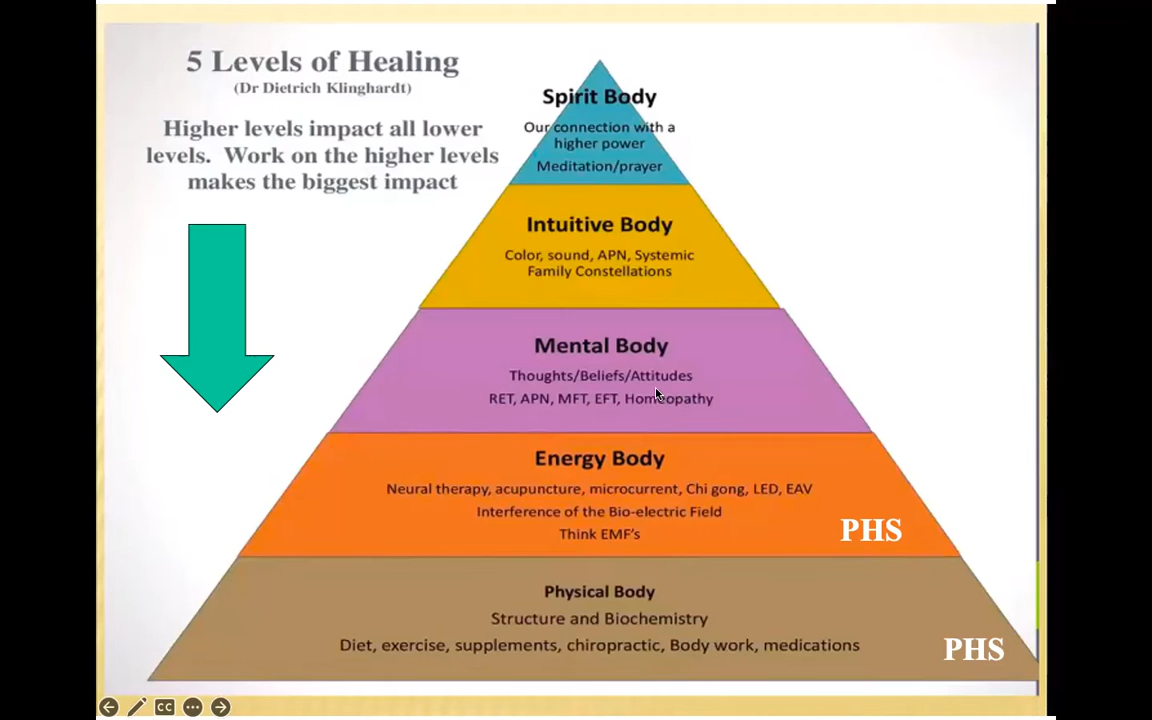 5 Levels of Healing
(Dr Dietrich Klinghardt)
Higher levels impact all lower
levels. Work on the higher levels
makes the biggest impact
Spirit Body
Our connection with a
higher power
Meditation/prayer
Intuitive Body
Color, sound, APN, Systemic
Family Constellations
Mental Body
Thoughts/Beliefs/Attitudes
RET, APN, MFT, EFT, Homeopathy
Energy Body
Neural therapy, acupuncture, microcurrent, Chi gong, LED, EAV
Interference of the Bio-electric Field
Think EMF's
PHS
Physical Body
Structure and Biochemistry
Diet, exercise, supplements, chiropractic, Body work, medications
PHS
CC